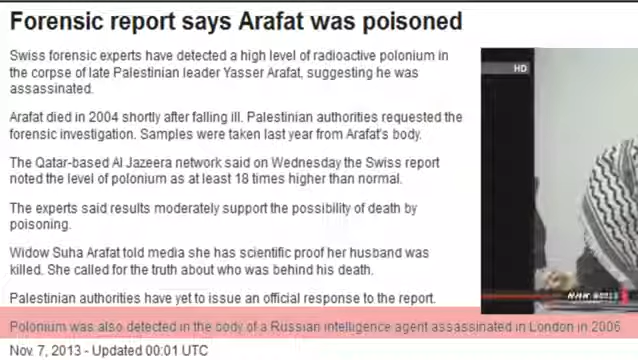 Forensic report says Arafat was poisoned
Swiss forensic experts have detected a high level of radioactive polonium in
the corpse of late Palestinian leader Yasser Arafat, suggesting he was
assassinated.
HD
Arafat died in 2004 shortly after falling ill. Palestinian authorities requested the
forensic investigation. Samples were taken last year from Arafat's body.
The Qatar-based Al Jazeera network said on Wednesday the Swiss report
noted the level of polonium as at least 18 times higher than normal.
The experts said results moderately support the possibility of death by
poisoning.
Widow Suha Arafat told media she has scientific proof her husband was
killed. She called for the truth about who was behind his death.
Palestinian authorities have yet to issue an official response to the report.
NHK WORLD
Polonium was also detected in the body of a Russian intelligence agent assassinated in London in 2006.
Nov. 7, 2013 - Updated 00:01 UTC